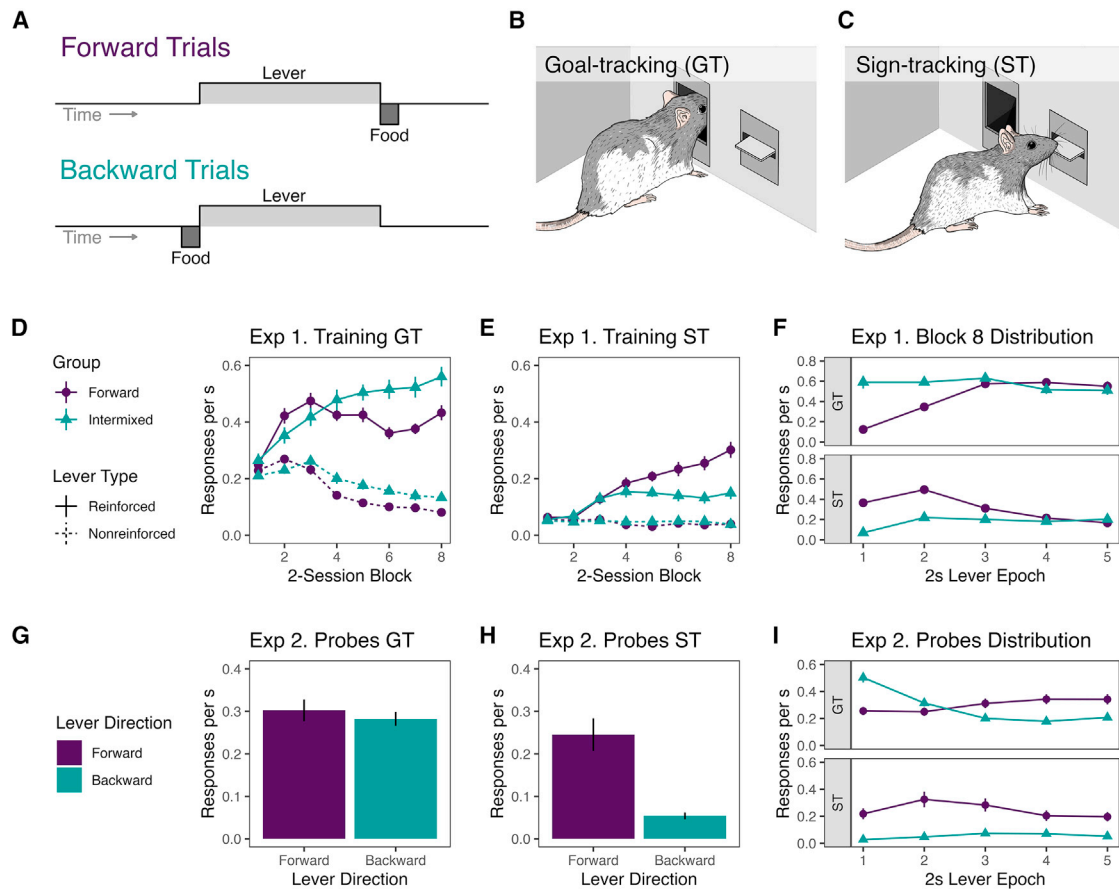 A
Forward Trials
Lever
Time
Food
Backward Trials
Lever
Time
Food
B
Goal-tracking (GT)
C
Sign-tracking (ST)
D
Exp 1. Training GT
Group
Forward
Intermixed
Lever Type
Reinforced
Nonreinforced
Responses per s
0.6
0.4
0.2
0.0
2 4 6 8
2-Session Block
E
Exp 1. Training ST
Responses per s
0.6
0.4
0.2
0.0
2 4 6 8
2-Session Block
F
Exp 1. Block 8 Distribution
Responses per s
0.8
0.6
0.4
0.2
0.0
GT
0.8
0.6
0.4
0.2
0.0
ST
1 2 3 4 5
2s Lever Epoch
G
Exp 2. Probes GT
Lever Direction
Forward
Backward
Responses per s
0.4
0.3
0.2
0.1
0.0
Forward Backward
Lever Direction
H
Exp 2. Probes ST
Responses per s
0.4
0.3
0.2
0.1
0.0
Forward Backward
Lever Direction
I
Exp 2. Probes Distribution
Responses per s
0.6
0.4
0.2
0.0
GT
0.6
0.4
0.2
0.0
ST
1 2 3 4 5
2s Lever Epoch